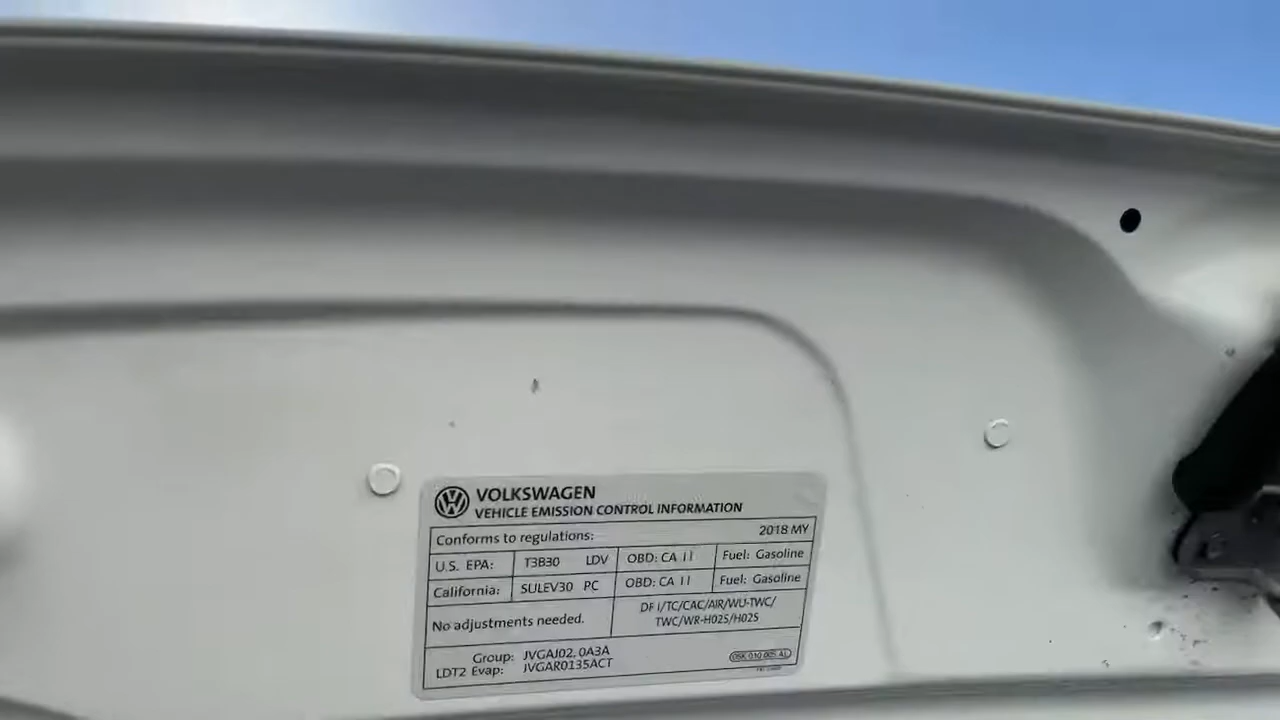 VOLKSWAGEN
VEHICLE EMISSION CONTROL INFORMATION
Conforms to regulations: 2018 MY
U.S. EPA: T3B30 LDV OBD: CA II Fuel: Gasoline
California: SULEV30 PC OBD: CA II Fuel: Gasoline
No adjustments needed. DFI/TC/CAC/AIR/WU-TWC/
TWC/WR-HO2S/HO2S
Group: JVGAJ02.0A3A
LDT2 Evap: JVGAR0135ACT